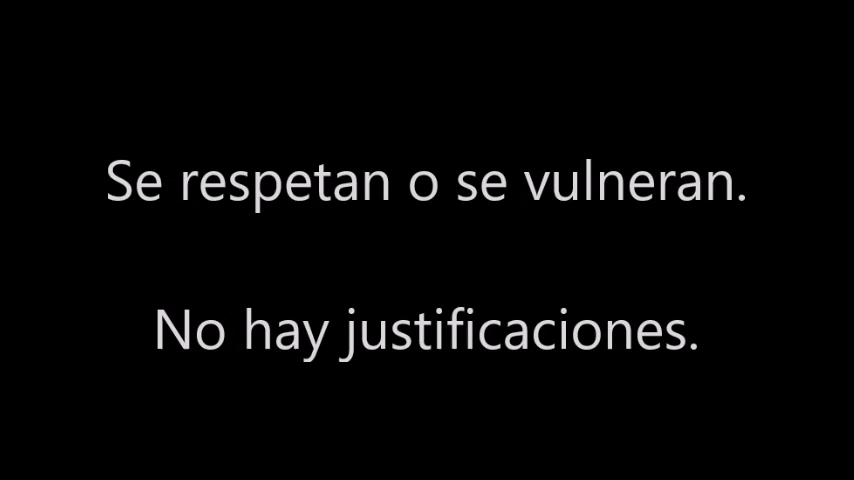 Se respetan o se vulneran.
No hay justificaciones.